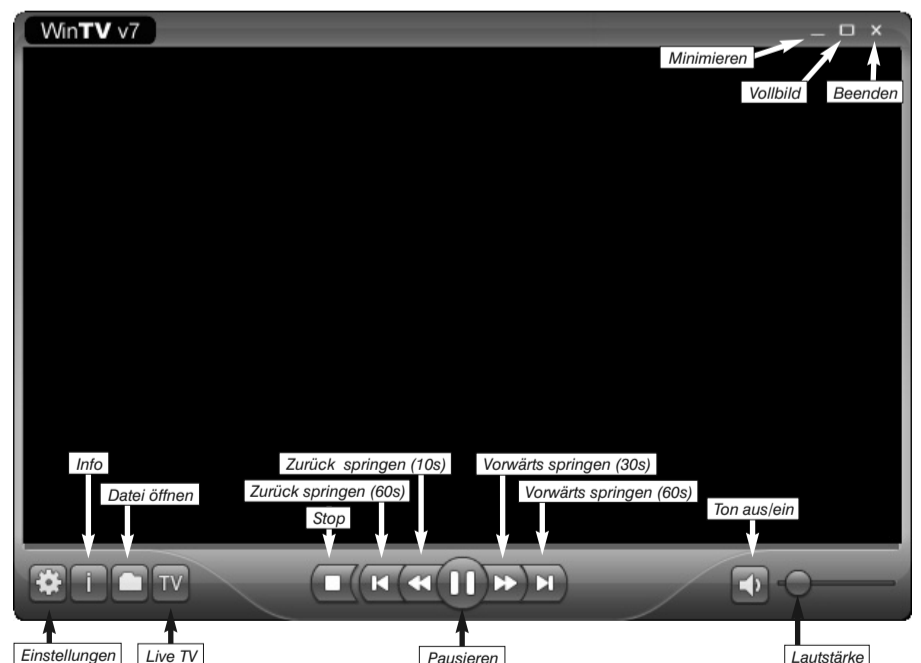 WinTV v7
Minimieren
Vollbild
Beenden
Info
Zurück springen (10s)
Vorwärts springen (30s)
Datei öffnen
Zurück springen (60s)
Vorwärts springen (60s)
Stop
Ton aus/ein
i
TV
Einstellungen
Live TV
Pausieren
Lautstärke